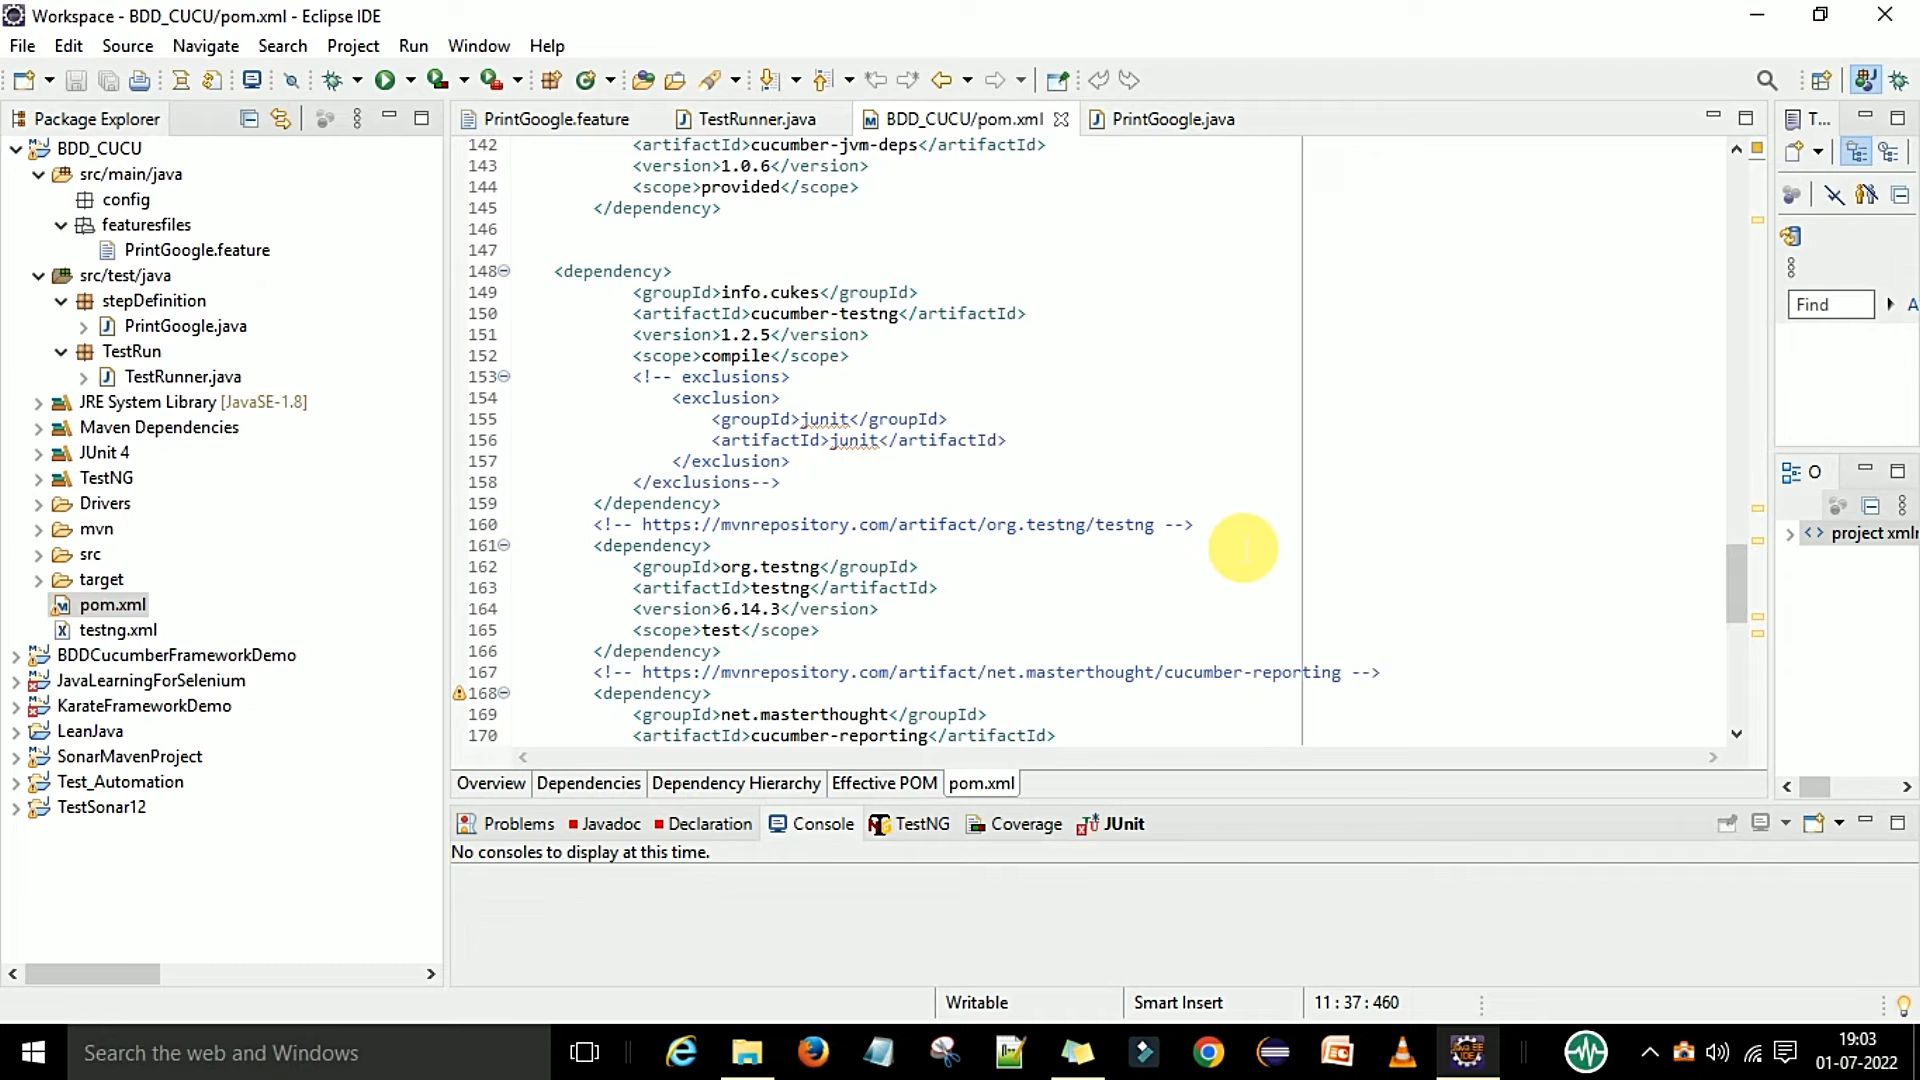 Workspace - BDD_CUCU/pom.xml - Eclipse IDE
File Edit Source Navigate Search Project Run Window Help
Package Explorer
BDD_CUCU
src/main/java
config
featuresfiles
PrintGoogle.feature
src/test/java
stepDefinition
PrintGoogle.java
TestRun
TestRunner.java
JRE System Library [JavaSE-1.8]
Maven Dependencies
JUnit 4
TestNG
Drivers
mvn
src
target
pom.xml
testng.xml
BDDCucumberFrameworkDemo
JavaLearningForSelenium
KarateFrameworkDemo
LeanJava
SonarMavenProject
Test_Automation
TestSonar12
PrintGoogle.feature TestRunner.java BDD_CUCU/pom.xml PrintGoogle.java
142 <artifactId>cucumber-jvm-deps</artifactId>
143 <version>1.0.6</version>
144 <scope>provided</scope>
145 </dependency>
146
147
148 <dependency>
149 <groupId>info.cukes</groupId>
150 <artifactId>cucumber-testng</artifactId>
151 <version>1.2.5</version>
152 <scope>compile</scope>
153 <!-- exclusions>
154 <exclusion>
155 <groupId>junit</groupId>
156 <artifactId>junit</artifactId>
157 </exclusion>
158 </exclusions-->
159 </dependency>
160 <!-- https://mvnrepository.com/artifact/org.testng/testng -->
161 <dependency>
162 <groupId>org.testng</groupId>
163 <artifactId>testng</artifactId>
164 <version>6.14.3</version>
165 <scope>test</scope>
166 </dependency>
167 <!-- https://mvnrepository.com/artifact/net.masterthought/cucumber-reporting -->
168 <dependency>
169 <groupId>net.masterthought</groupId>
170 <artifactId>cucumber-reporting</artifactId>
Overview Dependencies Dependency Hierarchy Effective POM pom.xml
Problems Javadoc Declaration Console TestNG Coverage JUnit
No consoles to display at this time.
T...
Find
A
O
<> project xmln
Writable Smart Insert 11 : 37 : 460
Search the web and Windows
19:03
01-07-2022